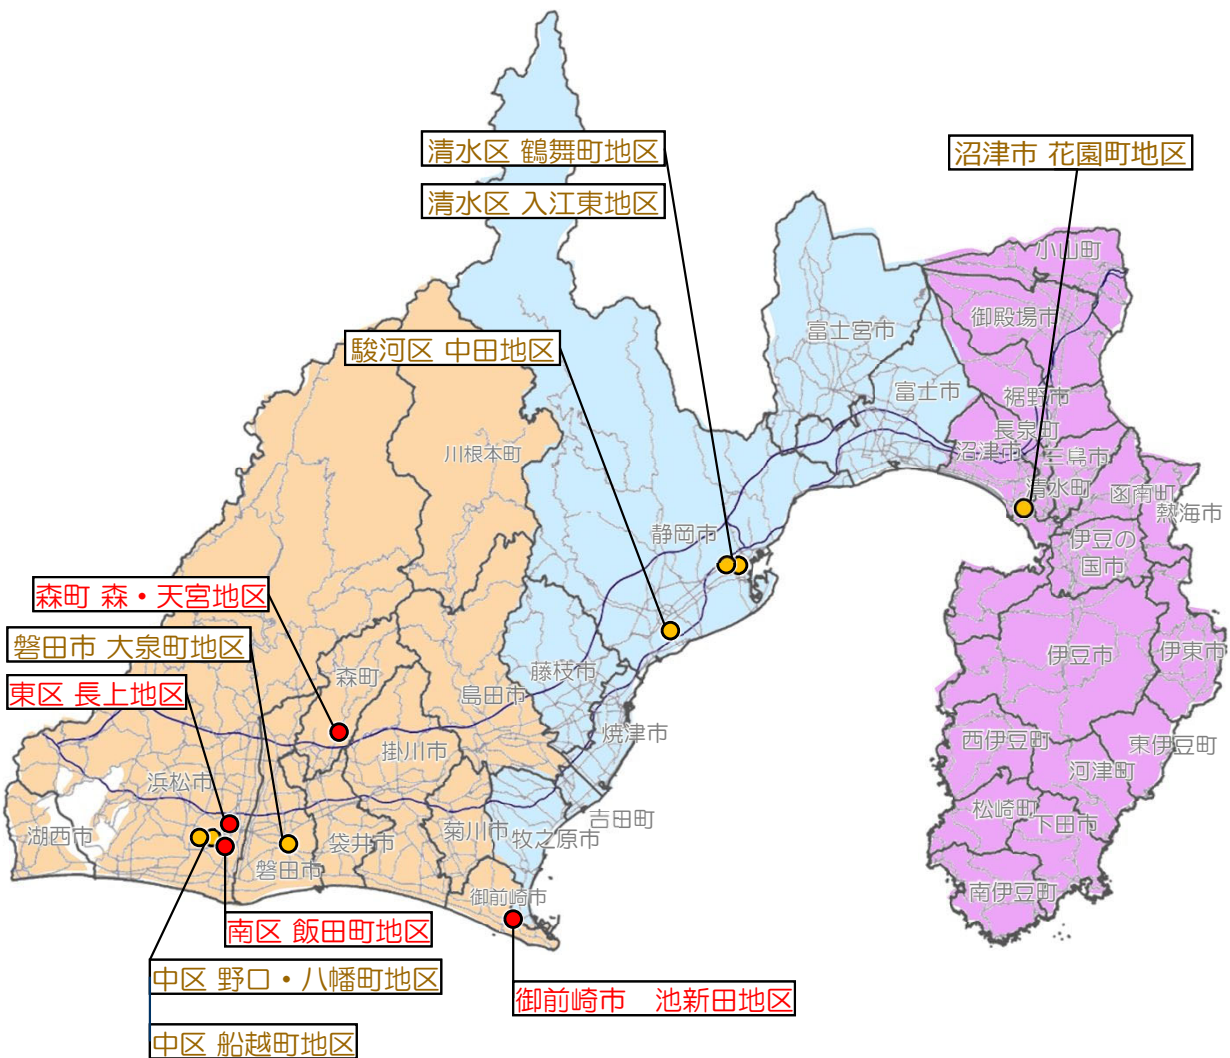 清水区 鶴舞町地区
沼津市 花園町地区
清水区 入江東地区
小山町
御殿場市
富士宮市
駿河区 中田地区
富士市
裾野市
長泉町
川根本町
沼津市
三島市
清水町
函南町
熱海市
静岡市
伊豆の
国市
森町 森・天宮地区
磐田市 大泉町地区
伊豆市
伊東市
藤枝市
森町
東区 長上地区
島田市
焼津市
西伊豆町
東伊豆町
掛川市
河津町
浜松市
松崎町
下田市
吉田町
湖西市
袋井市
菊川市
牧之原市
磐田市
御前崎市
南伊豆町
南区 飯田町地区
中区 野口・八幡町地区
御前崎市　池新田地区
中区 船越町地区